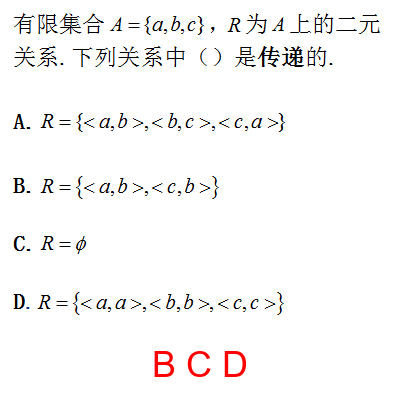 有限集合 A={a,b,c}，R 为 A 上的二元
关系. 下列关系中（）是传递的.
A. R={<a,b>,<b,c>,<c,a>}
B. R={<a,b>,<c,b>}
C. R=ϕ
D. R={<a,a>,<b,b>,<c,c>}
B C D